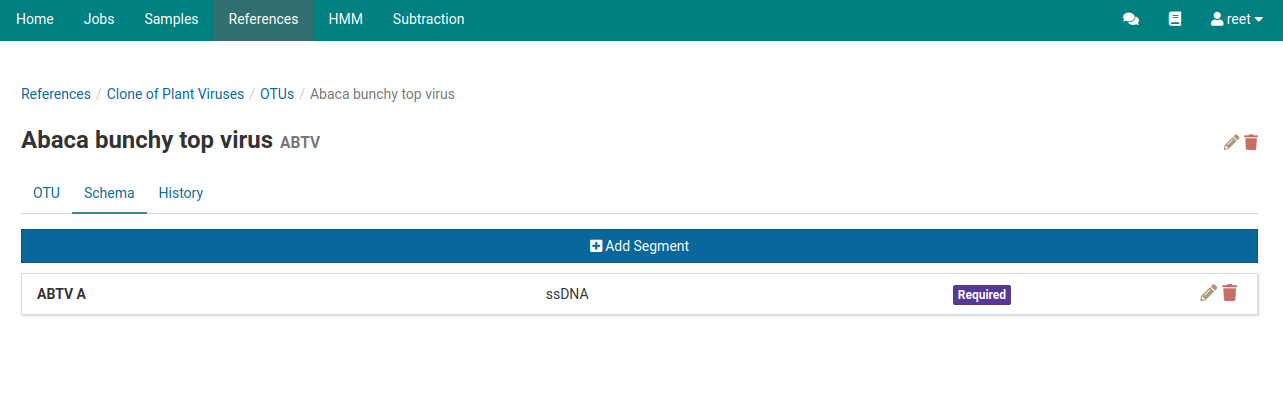 Home Jobs Samples References HMM Subtraction reet
References / Clone of Plant Viruses / OTUs / Abaca bunchy top virus
Abaca bunchy top virus ABTV
OTU Schema History
Add Segment
ABTV A ssDNA Required